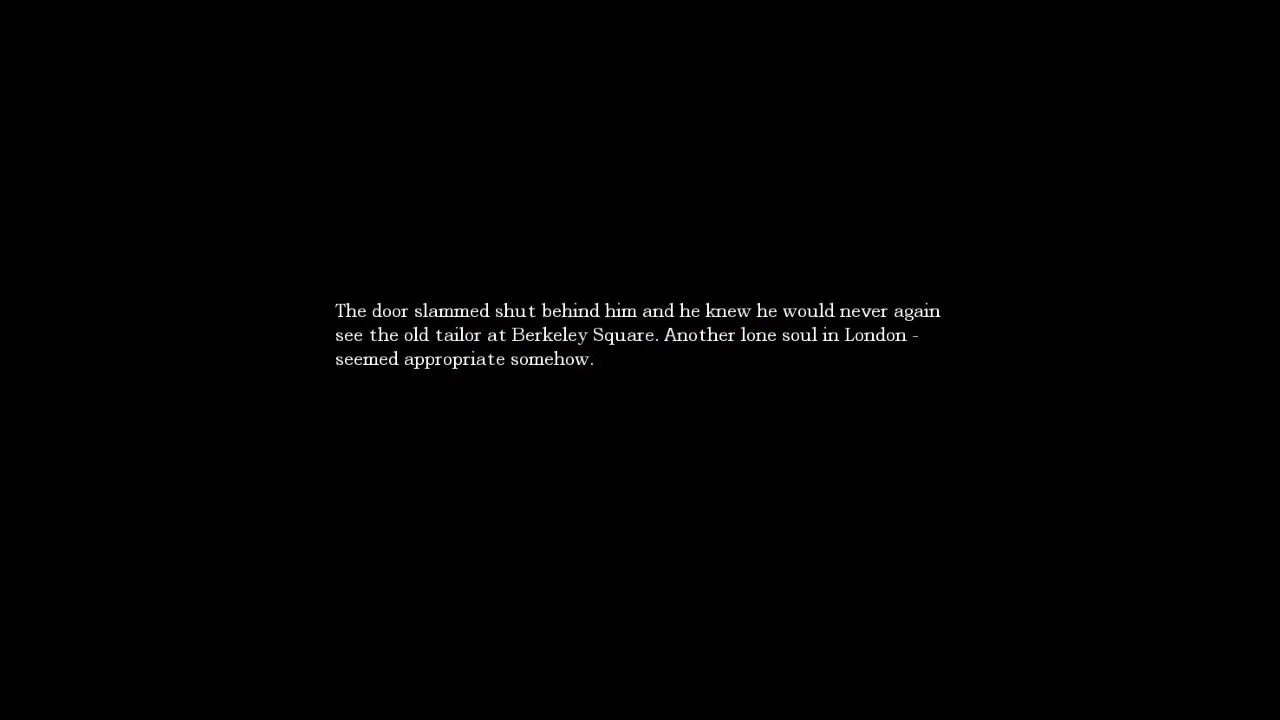 The door slammed shut behind him and he knew he would never again
see the old tailor at Berkeley Square. Another lone soul in London -
seemed appropriate somehow.